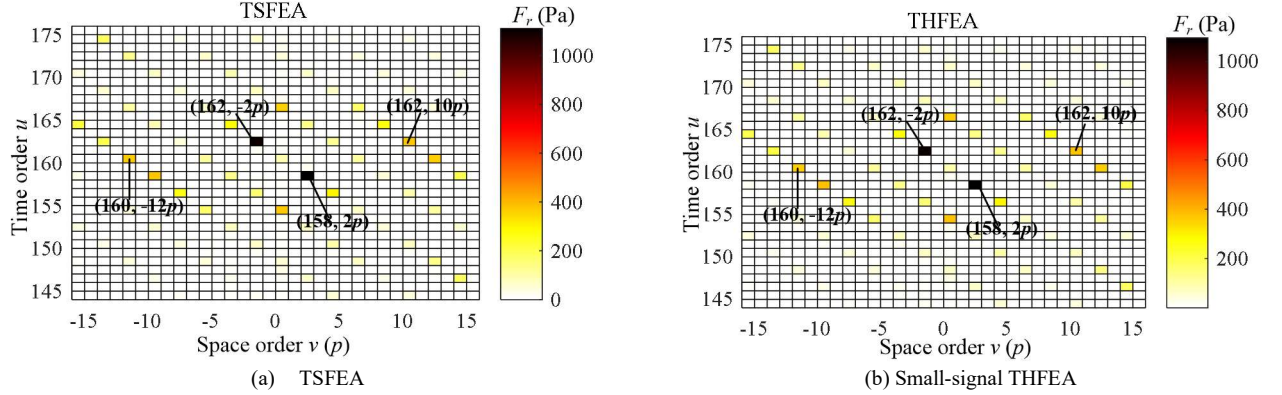 TSFEA
F_r (Pa)
175
170
165
160
155
150
145
Time order u
(162, -2p)
(162, 10p)
(160, -12p)
(158, 2p)
1000
800
600
400
200
0
-15 -10 -5 0 5 10 15
Space order v (p)
(a) TSFEA
THFEA
F_r (Pa)
175
170
165
160
155
150
145
Time order u
(162, -2p)
(162. 10p)
(160, -12p)
(158, 2p)
1000
800
600
400
200
-15 -10 -5 0 5 10 15
Space order v (p)
(b) Small-signal THFEA